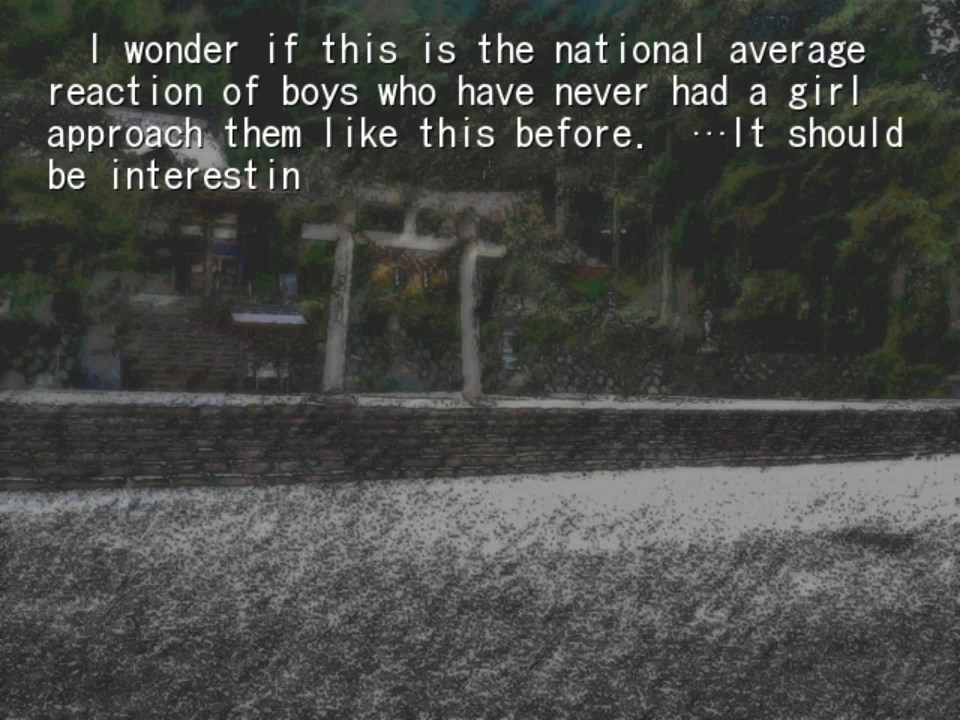 I wonder if this is the national average
reaction of boys who have never had a girl
approach them like this before. …It should
be interestin